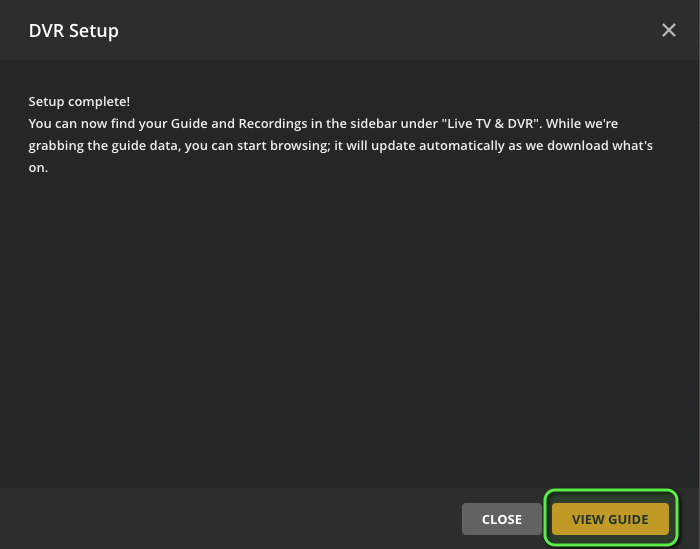 DVR Setup
Setup complete!
You can now find your Guide and Recordings in the sidebar under "Live TV & DVR". While we're
grabbing the guide data, you can start browsing; it will update automatically as we download what's
on.
CLOSE
VIEW GUIDE